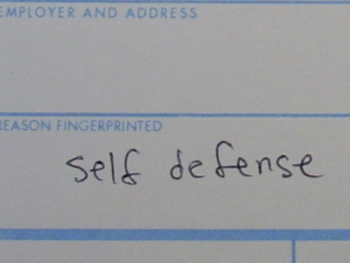 EMPLOYER AND ADDRESS
REASON FINGERPRINTED
self defense